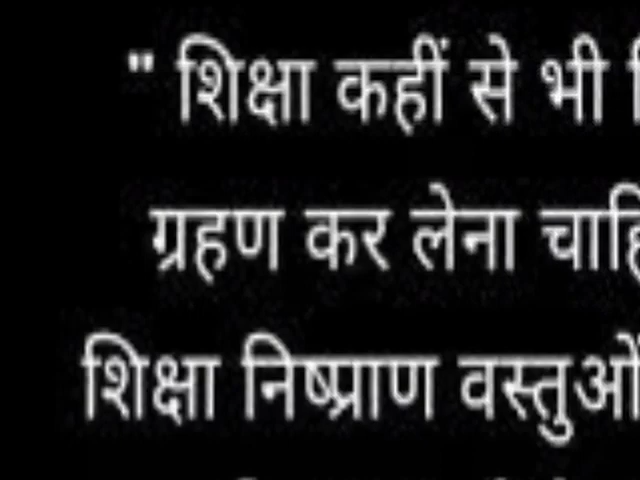 " शिक्षा कहीं से भी
ग्रहण कर लेना
शिक्षा निष्प्राण वस्तुओं